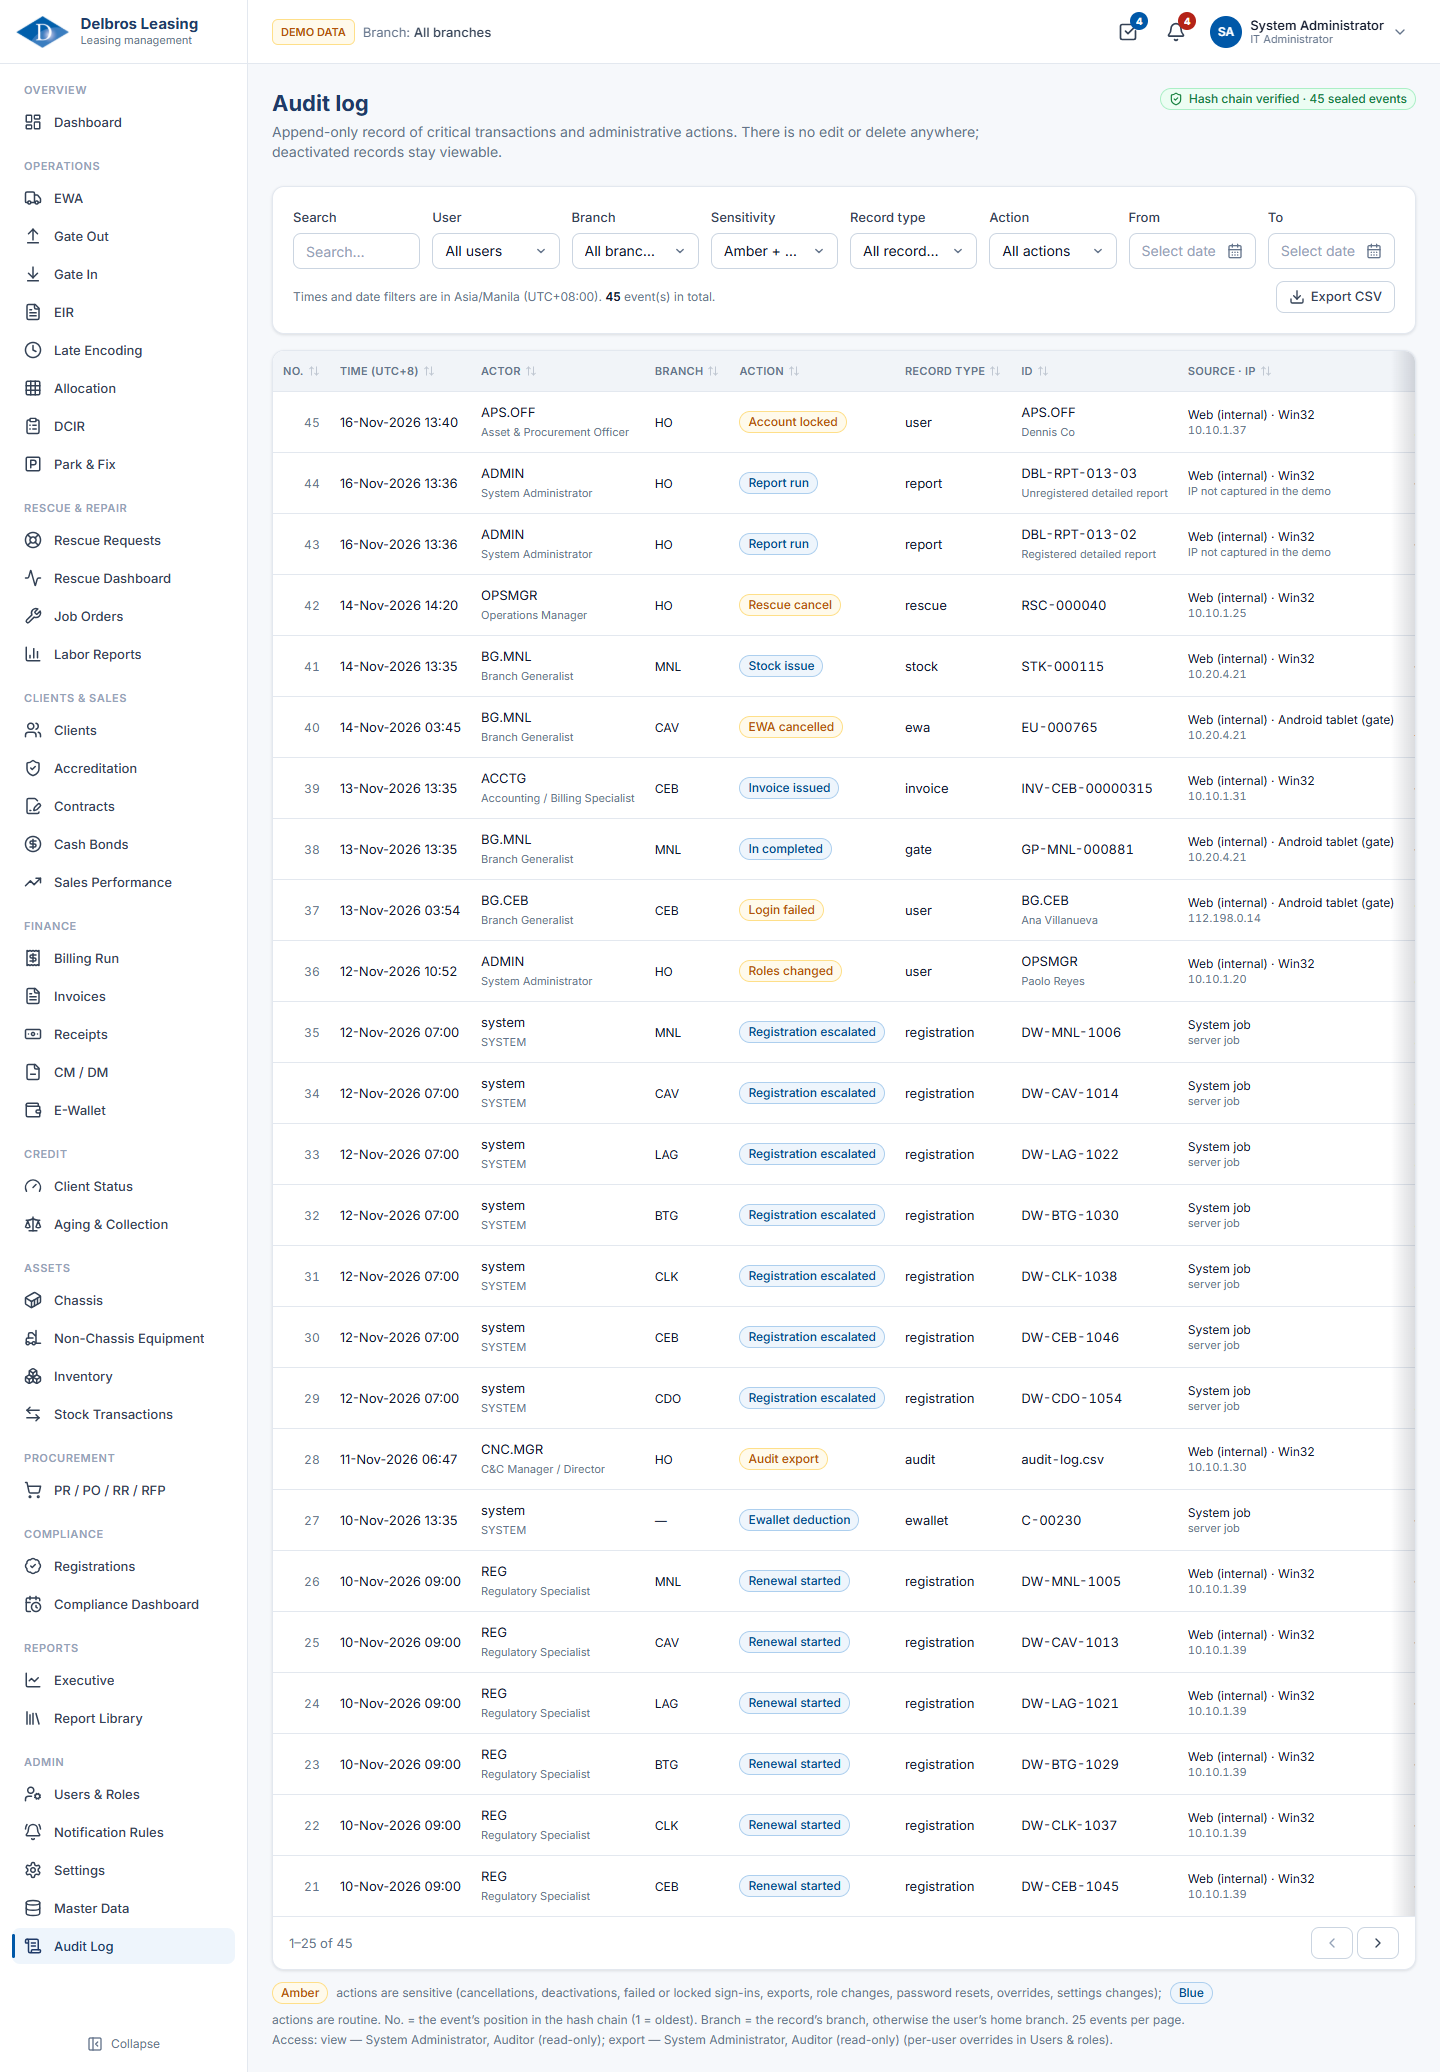 Delbros Leasing
Leasing management
DEMO DATA
Branch: All branches
4
4
SA
System Administrator
IT Administrator
OVERVIEW
Dashboard
OPERATIONS
EWA
Gate Out
Gate In
EIR
Late Encoding
Allocation
DCIR
Park & Fix
RESCUE & REPAIR
Rescue Requests
Rescue Dashboard
Job Orders
Labor Reports
CLIENTS & SALES
Clients
Accreditation
Contracts
Cash Bonds
Sales Performance
FINANCE
Billing Run
Invoices
Receipts
CM / DM
E-Wallet
CREDIT
Client Status
Aging & Collection
ASSETS
Chassis
Non-Chassis Equipment
Inventory
Stock Transactions
PROCUREMENT
PR / PO / RR / RFP
COMPLIANCE
Registrations
Compliance Dashboard
REPORTS
Executive
Report Library
ADMIN
Users & Roles
Notification Rules
Settings
Master Data
Audit Log
Collapse
Audit log
Hash chain verified · 45 sealed events
Append-only record of critical transactions and administrative actions. There is no edit or delete anywhere;
deactivated records stay viewable.
Search User Branch Sensitivity Record type Action From To
Search... All users All branc... Amber + ... All record... All actions Select date Select date
Times and date filters are in Asia/Manila (UTC+08:00). 45 event(s) in total.
Export CSV
NO. TIME (UTC+8) ACTOR BRANCH ACTION RECORD TYPE ID SOURCE · IP
45 16-Nov-2026 13:40 APS.OFF HO Account locked user APS.OFF Web (internal) · Win32
Asset & Procurement Officer Dennis Co 10.10.1.37
44 16-Nov-2026 13:36 ADMIN HO Report run report DBL-RPT-013-03 Web (internal) · Win32
System Administrator Unregistered detailed report IP not captured in the demo
43 16-Nov-2026 13:36 ADMIN HO Report run report DBL-RPT-013-02 Web (internal) · Win32
System Administrator Registered detailed report IP not captured in the demo
42 14-Nov-2026 14:20 OPSMGR HO Rescue cancel rescue RSC-000040 Web (internal) · Win32
Operations Manager 10.10.1.25
41 14-Nov-2026 13:35 BG.MNL MNL Stock issue stock STK-000115 Web (internal) · Win32
Branch Generalist 10.20.4.21
40 14-Nov-2026 03:45 BG.MNL CAV EWA cancelled ewa EU-000765 Web (internal) · Android tablet (gate)
Branch Generalist 10.20.4.21
39 13-Nov-2026 13:35 ACCTG CEB Invoice issued invoice INV-CEB-00000315 Web (internal) · Win32
Accounting / Billing Specialist 10.10.1.31
38 13-Nov-2026 13:35 BG.MNL MNL In completed gate GP-MNL-000881 Web (internal) · Android tablet (gate)
Branch Generalist 10.20.4.21
37 13-Nov-2026 03:54 BG.CEB CEB Login failed user BG.CEB Web (internal) · Android tablet (gate)
Branch Generalist Ana Villanueva 112.198.0.14
36 12-Nov-2026 10:52 ADMIN HO Roles changed user OPSMGR Web (internal) · Win32
System Administrator Paolo Reyes 10.10.1.20
35 12-Nov-2026 07:00 system MNL Registration escalated registration DW-MNL-1006 System job
SYSTEM server job
34 12-Nov-2026 07:00 system CAV Registration escalated registration DW-CAV-1014 System job
SYSTEM server job
33 12-Nov-2026 07:00 system LAG Registration escalated registration DW-LAG-1022 System job
SYSTEM server job
32 12-Nov-2026 07:00 system BTG Registration escalated registration DW-BTG-1030 System job
SYSTEM server job
31 12-Nov-2026 07:00 system CLK Registration escalated registration DW-CLK-1038 System job
SYSTEM server job
30 12-Nov-2026 07:00 system CEB Registration escalated registration DW-CEB-1046 System job
SYSTEM server job
29 12-Nov-2026 07:00 system CDO Registration escalated registration DW-CDO-1054 System job
SYSTEM server job
28 11-Nov-2026 06:47 CNC.MGR HO Audit export audit audit-log.csv Web (internal) · Win32
C&C Manager / Director 10.10.1.30
27 10-Nov-2026 13:35 system — Ewallet deduction ewallet C-00230 System job
SYSTEM server job
26 10-Nov-2026 09:00 REG MNL Renewal started registration DW-MNL-1005 Web (internal) · Win32
Regulatory Specialist 10.10.1.39
25 10-Nov-2026 09:00 REG CAV Renewal started registration DW-CAV-1013 Web (internal) · Win32
Regulatory Specialist 10.10.1.39
24 10-Nov-2026 09:00 REG LAG Renewal started registration DW-LAG-1021 Web (internal) · Win32
Regulatory Specialist 10.10.1.39
23 10-Nov-2026 09:00 REG BTG Renewal started registration DW-BTG-1029 Web (internal) · Win32
Regulatory Specialist 10.10.1.39
22 10-Nov-2026 09:00 REG CLK Renewal started registration DW-CLK-1037 Web (internal) · Win32
Regulatory Specialist 10.10.1.39
21 10-Nov-2026 09:00 REG CEB Renewal started registration DW-CEB-1045 Web (internal) · Win32
Regulatory Specialist 10.10.1.39
1–25 of 45
Amber actions are sensitive (cancellations, deactivations, failed or locked sign-ins, exports, role changes, password resets, overrides, settings changes); Blue
actions are routine. No. = the event's position in the hash chain (1 = oldest). Branch = the record's branch, otherwise the user's home branch. 25 events per page.
Access: view — System Administrator, Auditor (read-only); export — System Administrator, Auditor (read-only) (per-user overrides in Users & roles).